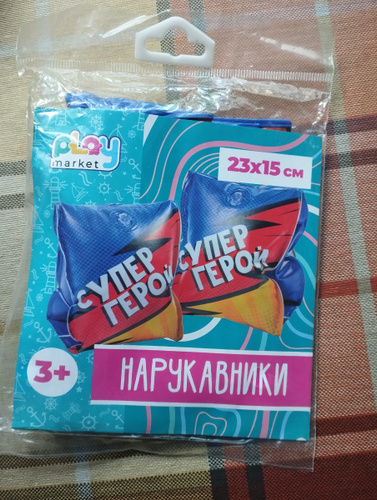 play
market
23x15 см
СУПЕР
ГЕРОЙ
СУПЕР
ГЕРОЙ
3+
НАРУКАВНИКИ